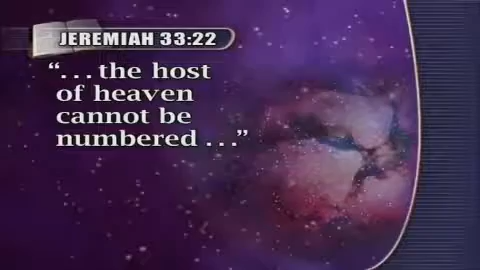 JEREMIAH 33:22
“. . . the host
of heaven
cannot be
numbered . . .”